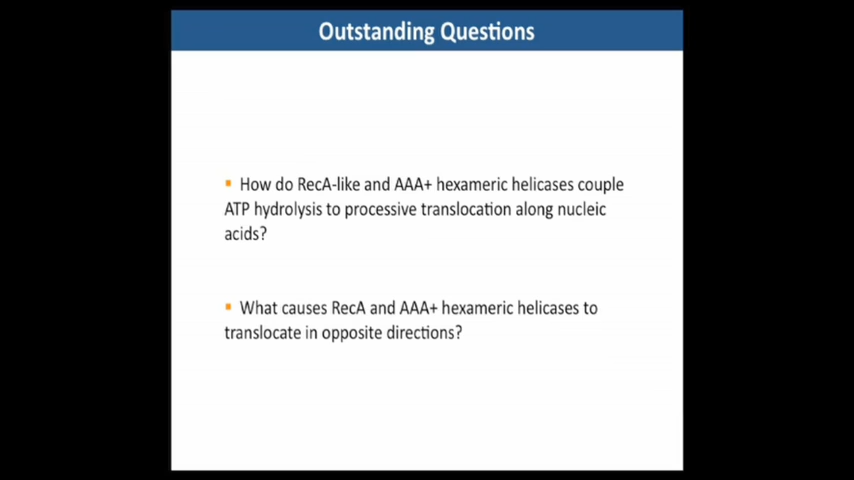 Outstanding Questions
▪ How do RecA-like and AAA+ hexameric helicases couple
ATP hydrolysis to processive translocation along nucleic
acids?
▪ What causes RecA and AAA+ hexameric helicases to
translocate in opposite directions?